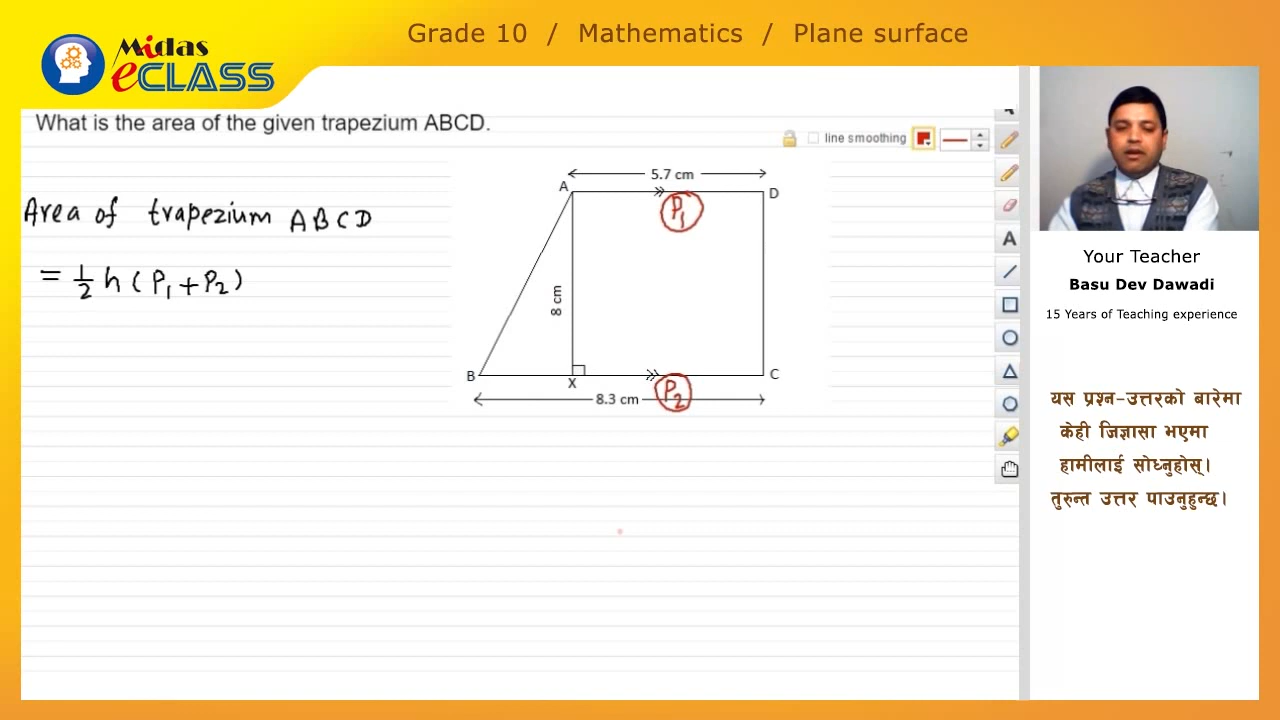 Grade 10 / Mathematics / Plane surface
Midas
eCLASS
What is the area of the given trapezium ABCD.
line smoothing
Area of trapezium ABCD
= 1/2 h (P1 + P2)
5.7 cm
A
D
P1
8 cm
B
X
C
8.3 cm
P2
A
Your Teacher
Basu Dev Dawadi
15 Years of Teaching experience
यस प्रश्न-उत्तरको बारेमा
केही जिज्ञासा भएमा
हामीलाई सोध्नुहोस्।
तुरुन्त उत्तर पाउनुहुन्छ।